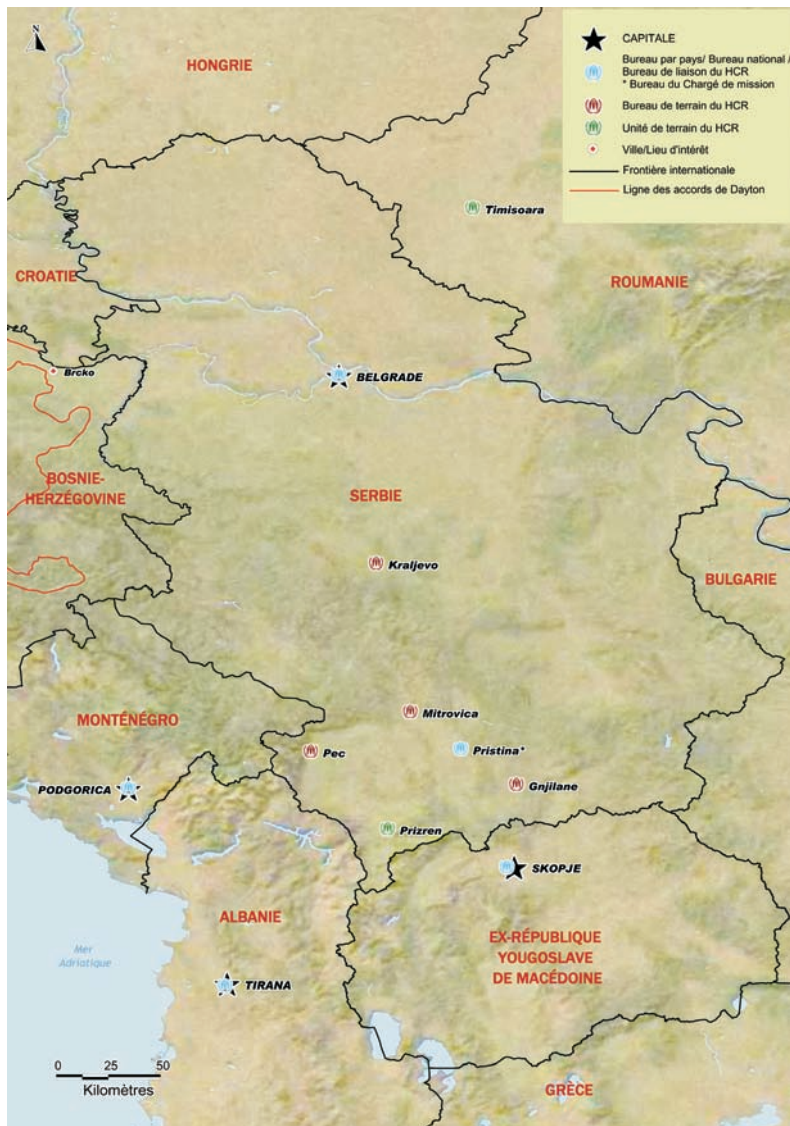 N
CAPITALE
Bureau par pays/ Bureau national /
Bureau de liaison du HCR
* Bureau du Chargé de mission
Bureau de terrain du HCR
Unité de terrain du HCR
Ville/Lieu d'intérêt
Frontière internationale
Ligne des accords de Dayton
HONGRIE
Timisoara
CROATIE
ROUMANIE
Brcko
BELGRADE
BOSNIE-
HERZÉGOVINE
SERBIE
Kraljevo
BULGARIE
Mitrovica
MONTÉNÉGRO
Pec
Pristina*
PODGORICA
Gnjilane
Prizren
SKOPJE
ALBANIE
EX-RÉPUBLIQUE
YOUGOSLAVE
DE MACÉDOINE
Mer
Adriatique
TIRANA
0 25 50
Kilomètres
GRÈCE